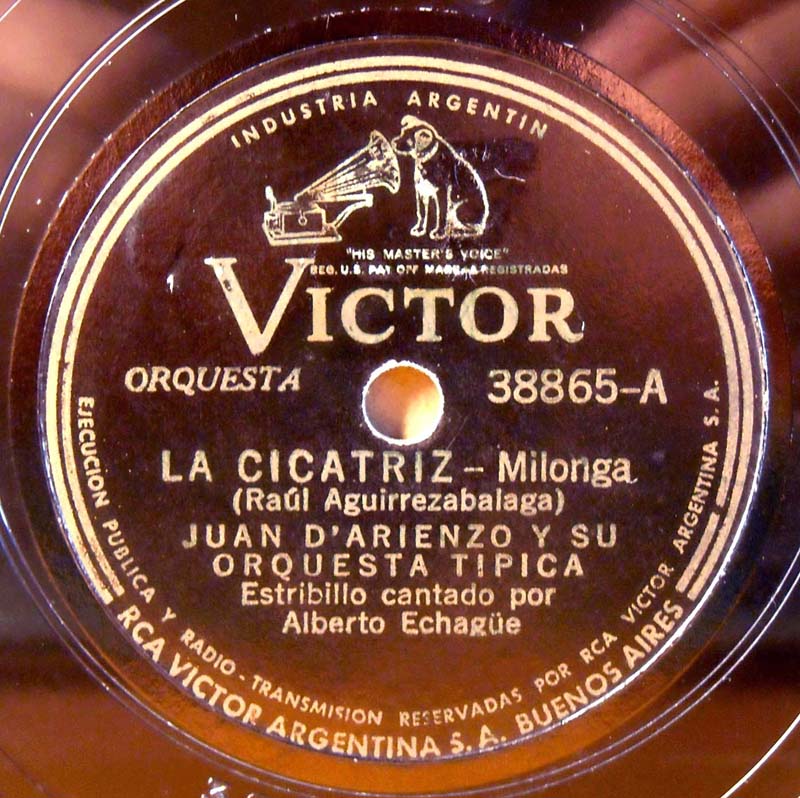 INDUSTRIA ARGENTIN
"HIS MASTER'S VOICE"
REG. U.S. PAT OFF MARCAS REGISTRADAS
VICTOR
ORQUESTA
38865-A
LA CICATRIZ - Milonga
(Raúl Aguirrezabalaga)
JUAN D'ARIENZO Y SU
ORQUESTA TIPICA
Estribillo cantado por
Alberto Echagüe
EJECUCION PUBLICA Y RADIO-TRANSMISION RESERVADAS POR RCA VICTOR ARGENTINA S.A.
RCA VICTOR ARGENTINA S.A. BUENOS AIRES